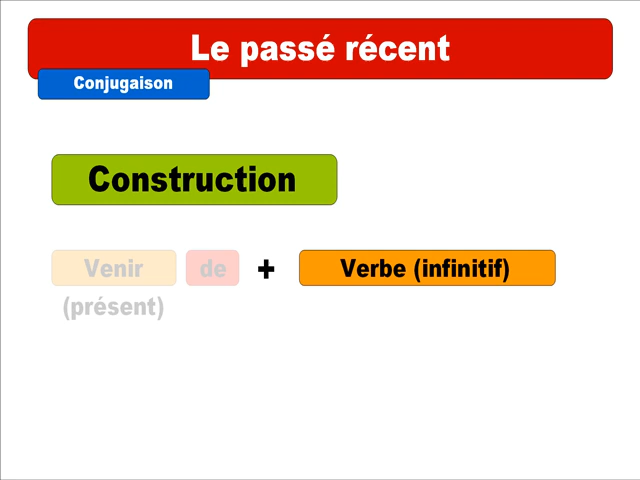 Le passé récent
Conjugaison
Construction
Venir de + Verbe (infinitif)
(présent)